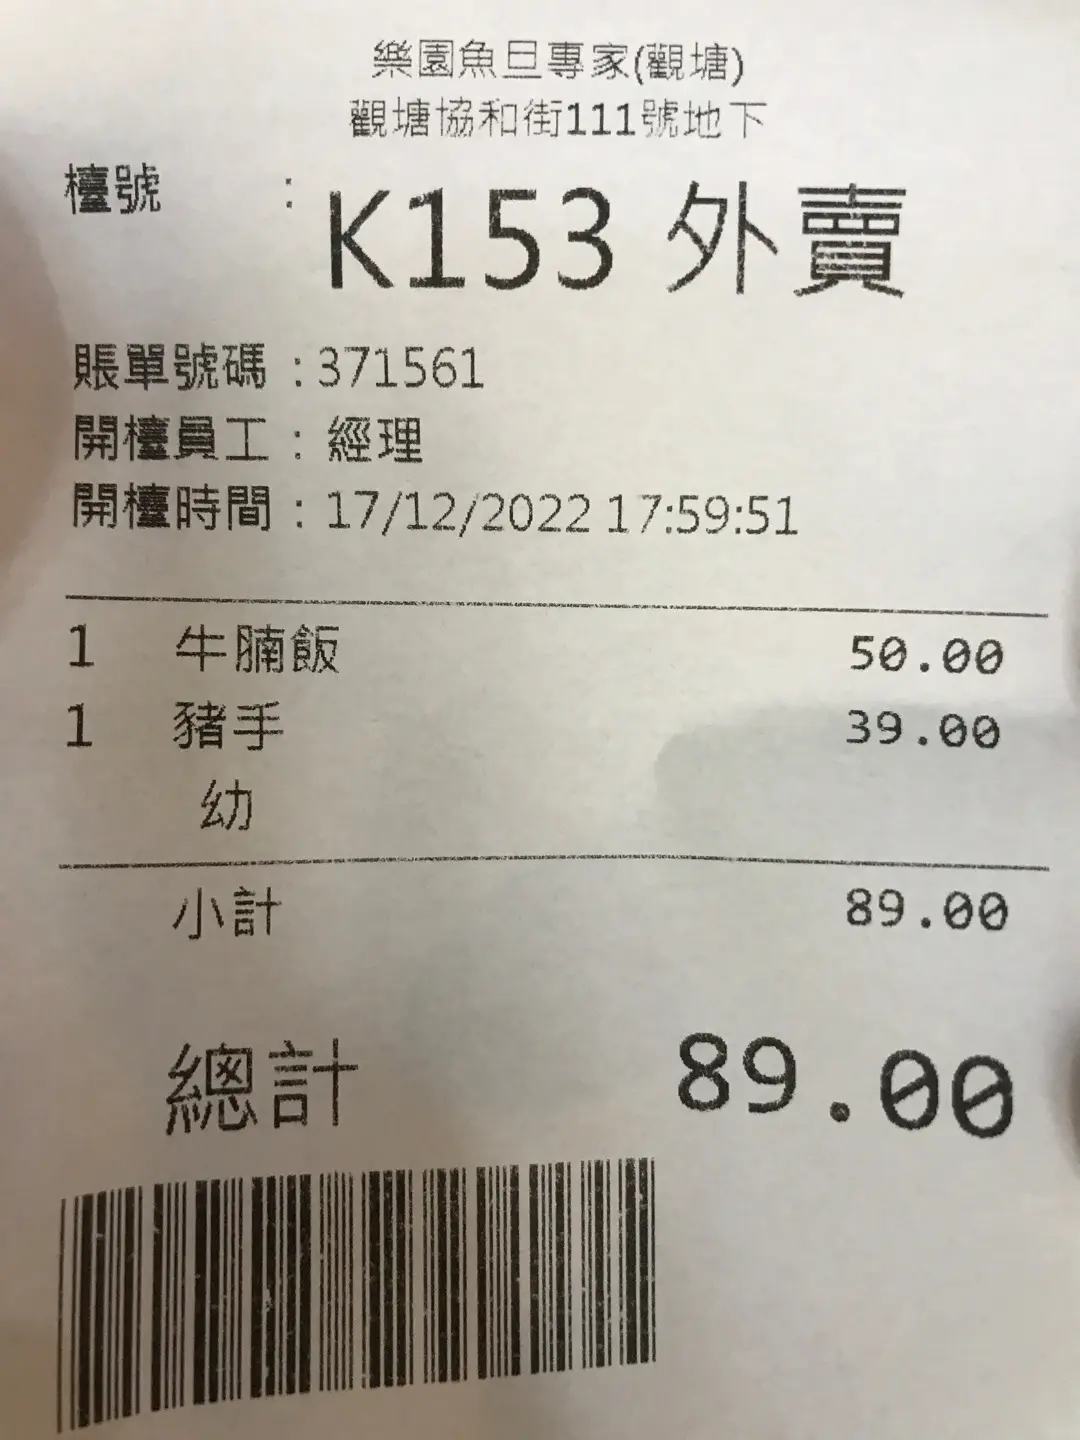 樂園魚旦專家(觀塘)
觀塘協和街111號地下
檯號 : K153 外賣
賬單號碼 : 371561
開檯員工 : 經理
開檯時間 : 17/12/2022 17:59:51
1 牛腩飯 50.00
1 豬手 39.00
幼
小計 89.00
總計 89.00